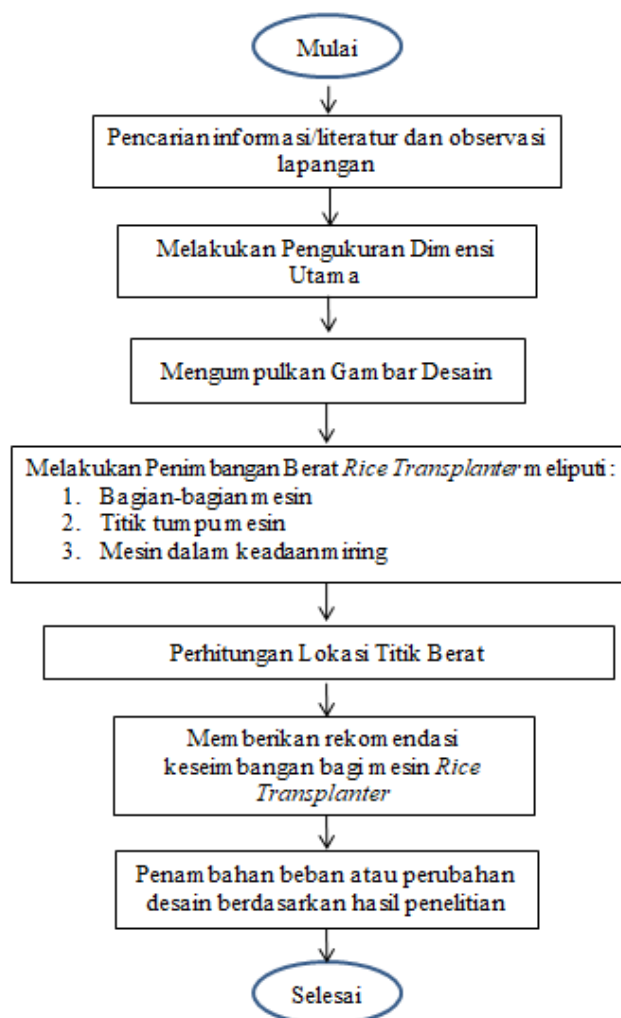 Mulai
Pencarian informasi/literatur dan observasi
lapangan
Melakukan Pengukuran Dimensi
Utama
Mengumpulkan Gambar Desain
Melakukan Penimbangan Berat Rice Transplanter meliputi :
1. Bagian-bagian mesin
2. Titik tumpu mesin
3. Mesin dalam keadaan miring
Perhitungan Lokasi Titik Berat
Memberikan rekomendasi
keseimbangan bagi mesin Rice
Transplanter
Penambahan beban atau perubahan
desain berdasarkan hasil penelitian
Selesai